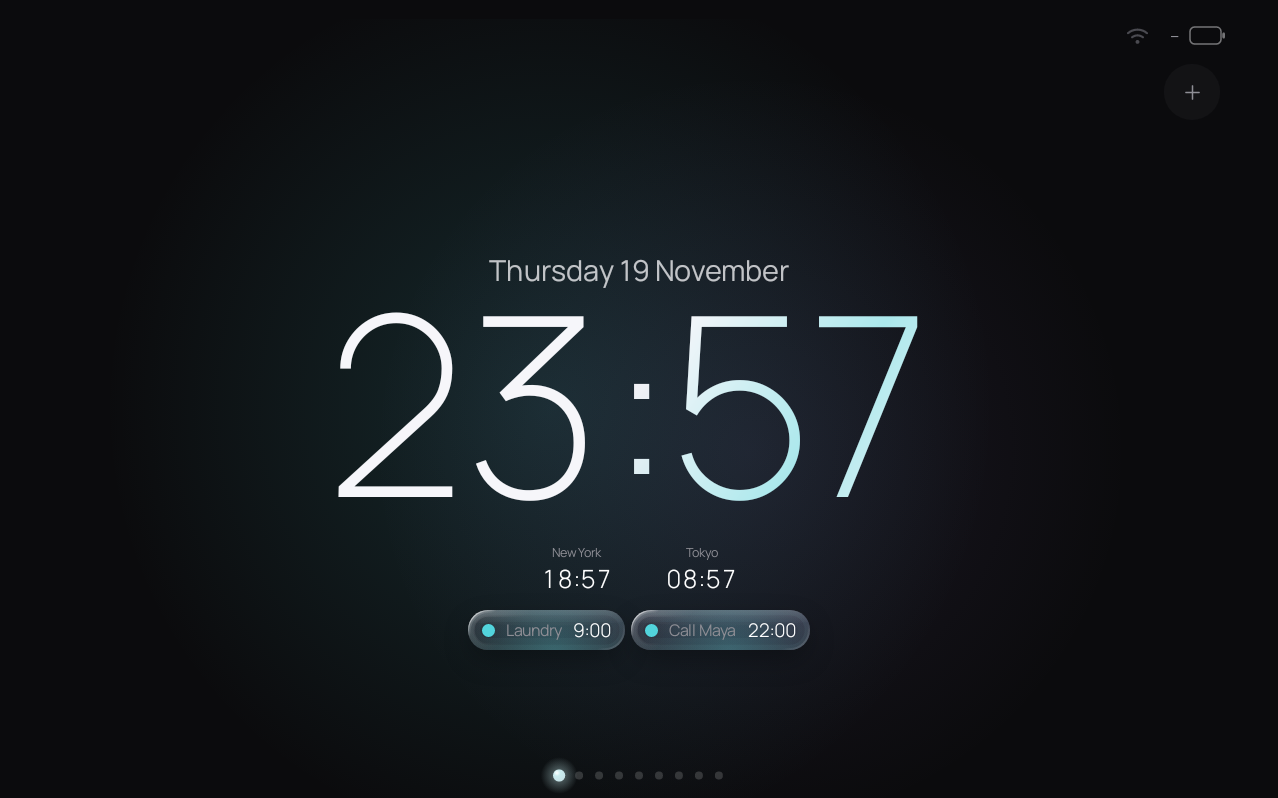 –
+
Thursday 19 November
23:57
New York Tokyo
18:57 08:57
Laundry 9:00 Call Maya 22:00